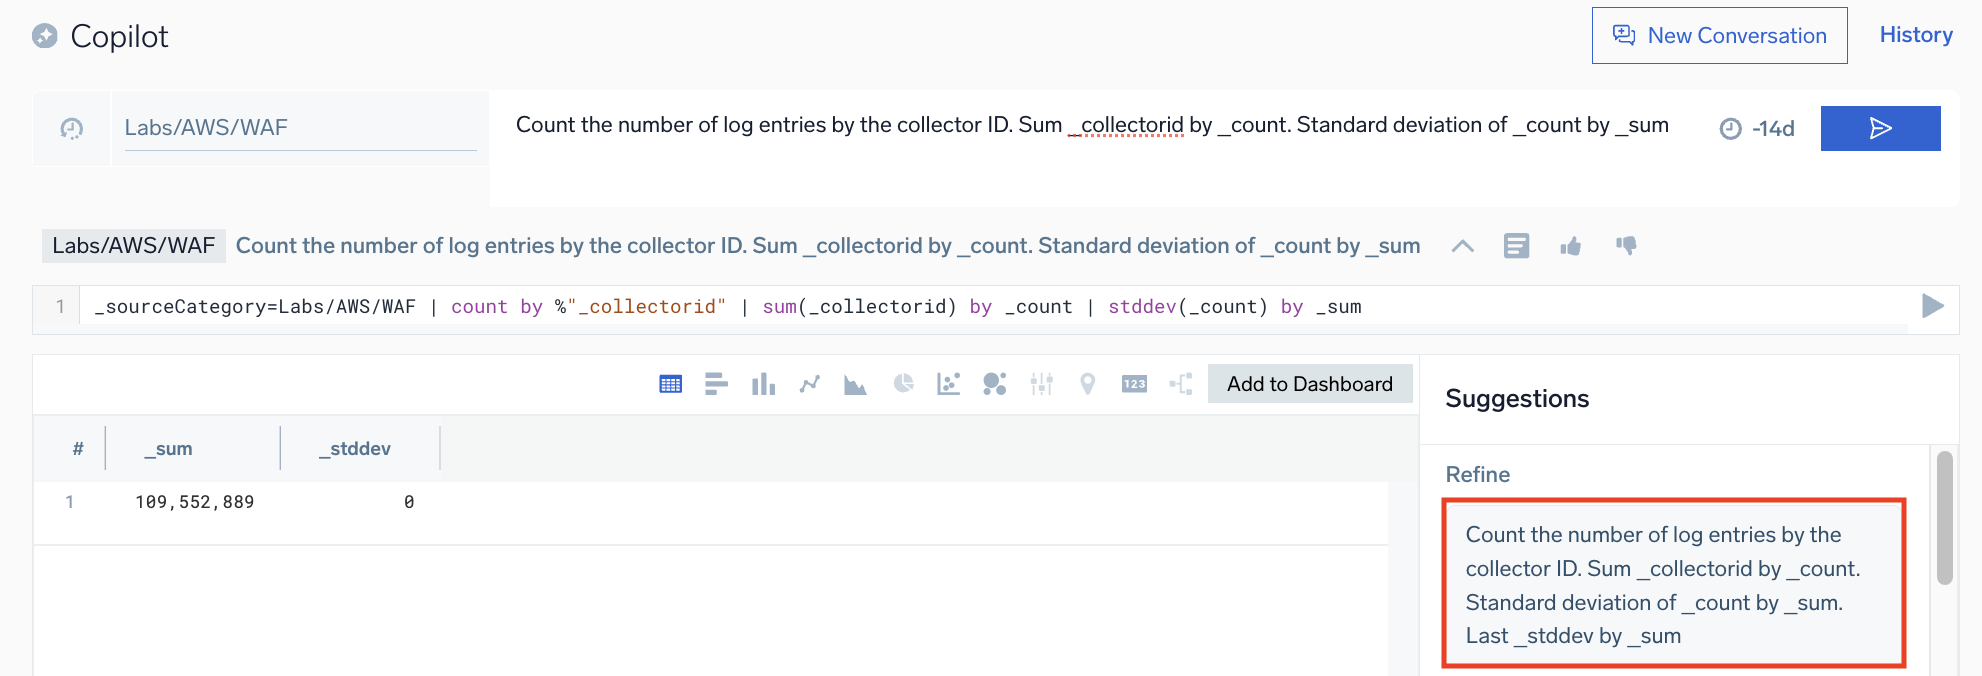 Copilot
New Conversation
History
Labs/AWS/WAF
Count the number of log entries by the collector ID. Sum _collectorid by _count. Standard deviation of _count by _sum
-14d
Labs/AWS/WAF Count the number of log entries by the collector ID. Sum _collectorid by _count. Standard deviation of _count by _sum
1 _sourceCategory=Labs/AWS/WAF | count by %"_collectorid" | sum(_collectorid) by _count | stddev(_count) by _sum
123
Add to Dashboard
# _sum _stddev
1 109,552,889 0
Suggestions
Refine
Count the number of log entries by the
collector ID. Sum _collectorid by _count.
Standard deviation of _count by _sum.
Last _stddev by _sum